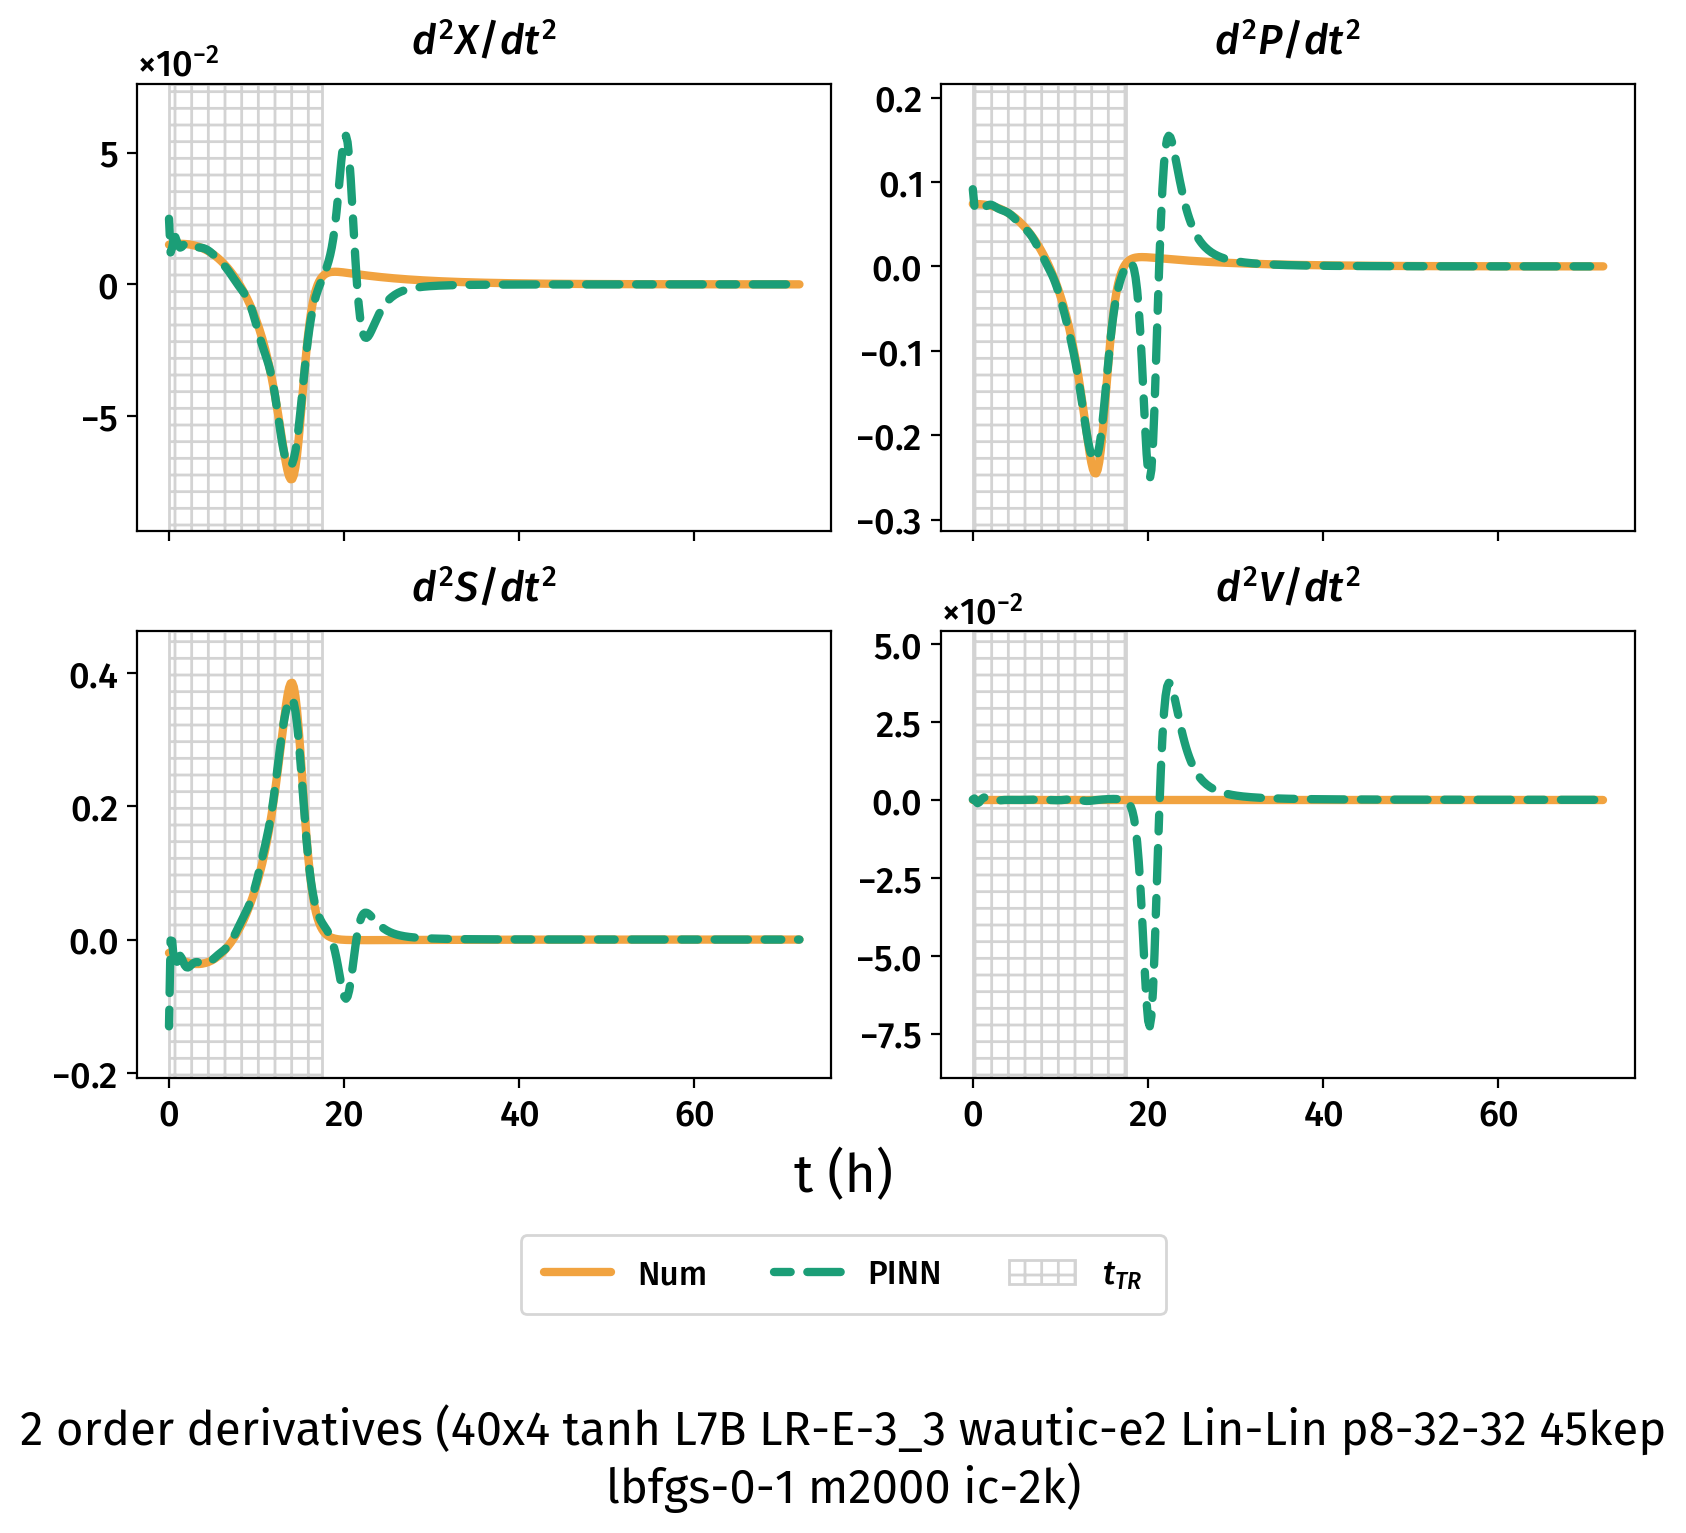 d²X/dt²
×10⁻²
5
0
−5
d²P/dt²
0.2
0.1
0.0
−0.1
−0.2
−0.3
d²S/dt²
0.4
0.2
0.0
−0.2
0 20 40 60
d²V/dt²
×10⁻²
5.0
2.5
0.0
−2.5
−5.0
−7.5
0 20 40 60
t (h)
Num PINN t_TR
2 order derivatives (40x4 tanh L7B LR-E-3_3 wautic-e2 Lin-Lin p8-32-32 45kep
lbfgs-0-1 m2000 ic-2k)